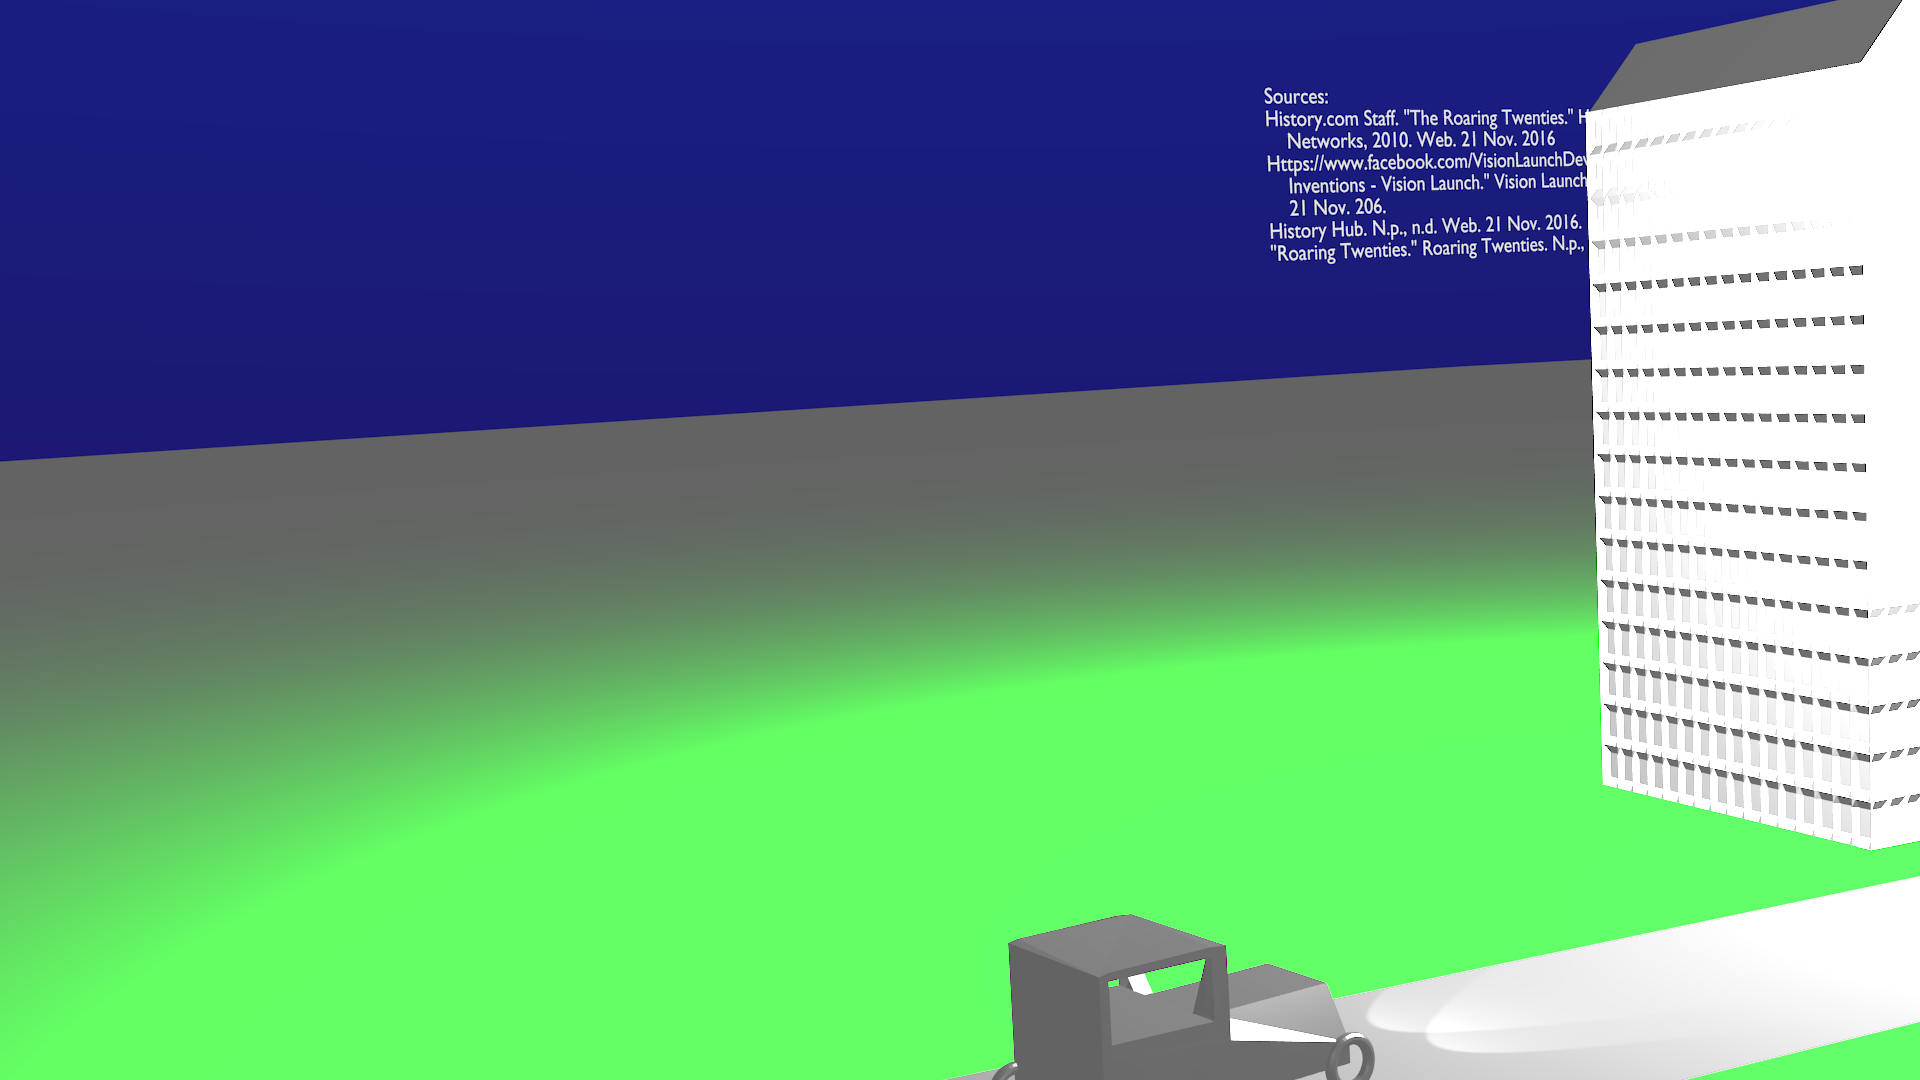 Sources:
History.com Staff. "The Roaring Twenties." H
Networks, 2010. Web. 21 Nov. 2016
Https://www.facebook.com/VisionLaunchDev
Inventions - Vision Launch." Vision Launch
21 Nov. 206.
History Hub. N.p., n.d. Web. 21 Nov. 2016.
"Roaring Twenties." Roaring Twenties. N.p.,